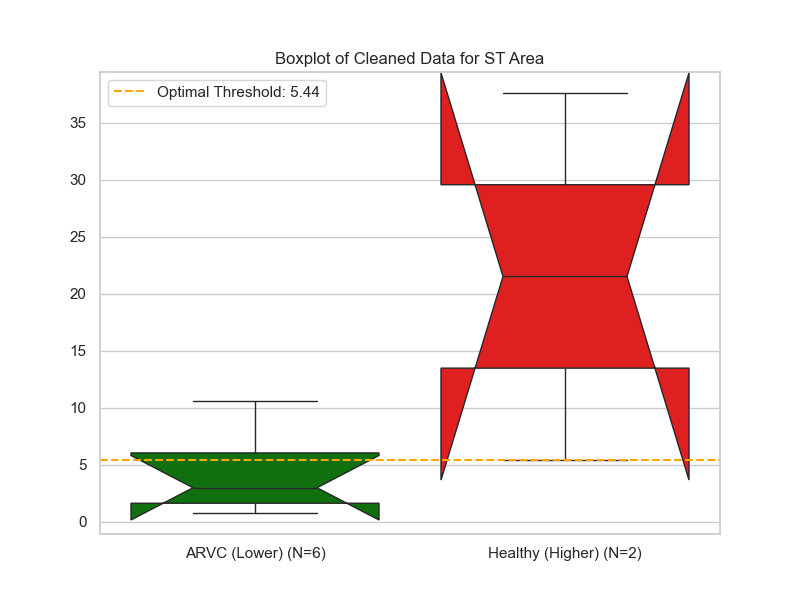 Boxplot of Cleaned Data for ST Area
Optimal Threshold: 5.44
35
30
25
20
15
10
5
0
ARVC (Lower) (N=6)
Healthy (Higher) (N=2)